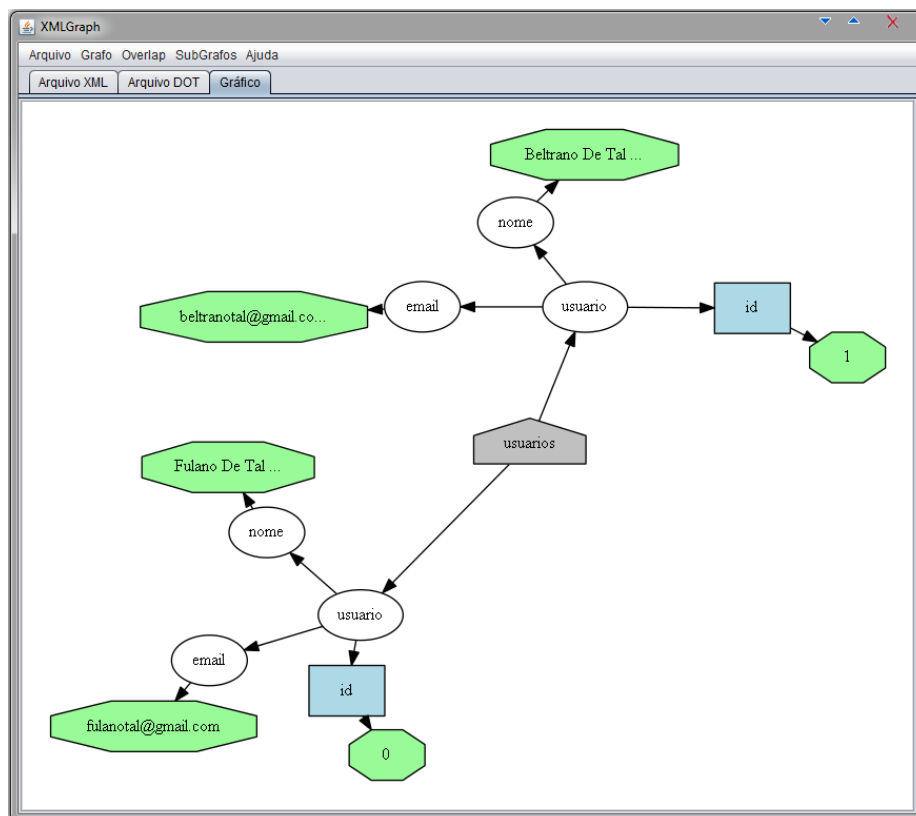 XMLGraph
Arquivo Grafo Overlap SubGrafos Ajuda
Arquivo XML Arquivo DOT Gráfico
Beltrano De Tal ...
nome
beltranotal@gmail.co...
email
usuario
id
1
usuarios
Fulano De Tal ...
nome
usuario
email
id
fulanotal@gmail.com
0